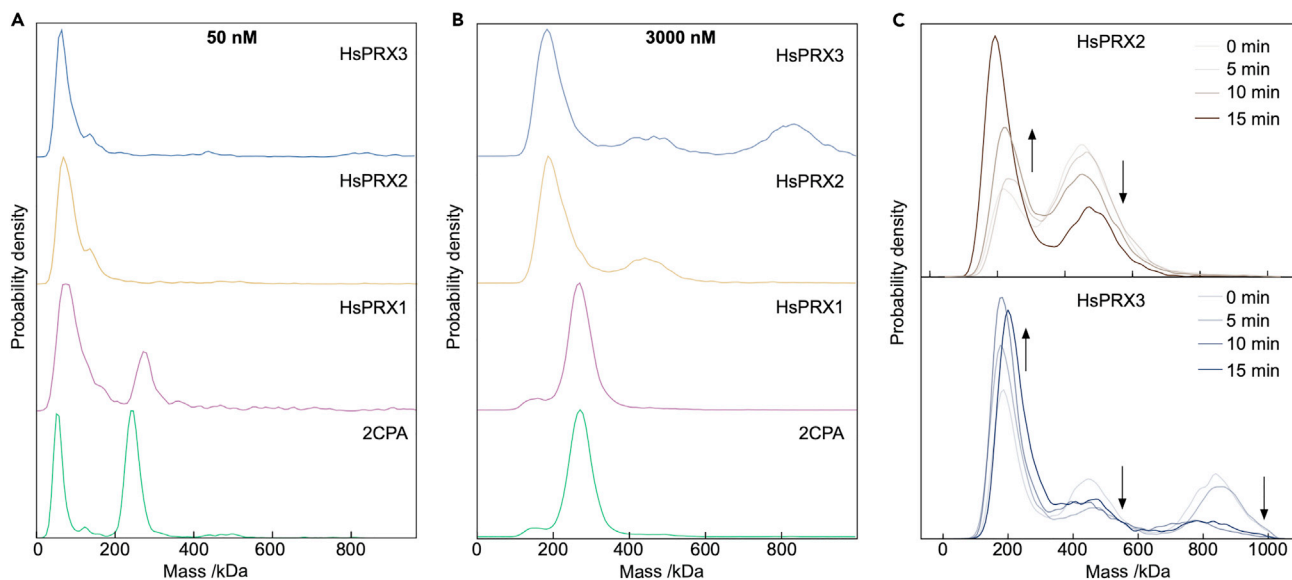 A
50 nM
HsPRX3
HsPRX2
HsPRX1
2CPA
Probability density
0 200 400 600 800
Mass /kDa
B
3000 nM
HsPRX3
HsPRX2
HsPRX1
2CPA
Probability density
0 200 400 600 800
Mass /kDa
C
HsPRX2
0 min
5 min
10 min
15 min
HsPRX3
0 min
5 min
10 min
15 min
Probability density
0 200 400 600 800 1000
Mass /kDa